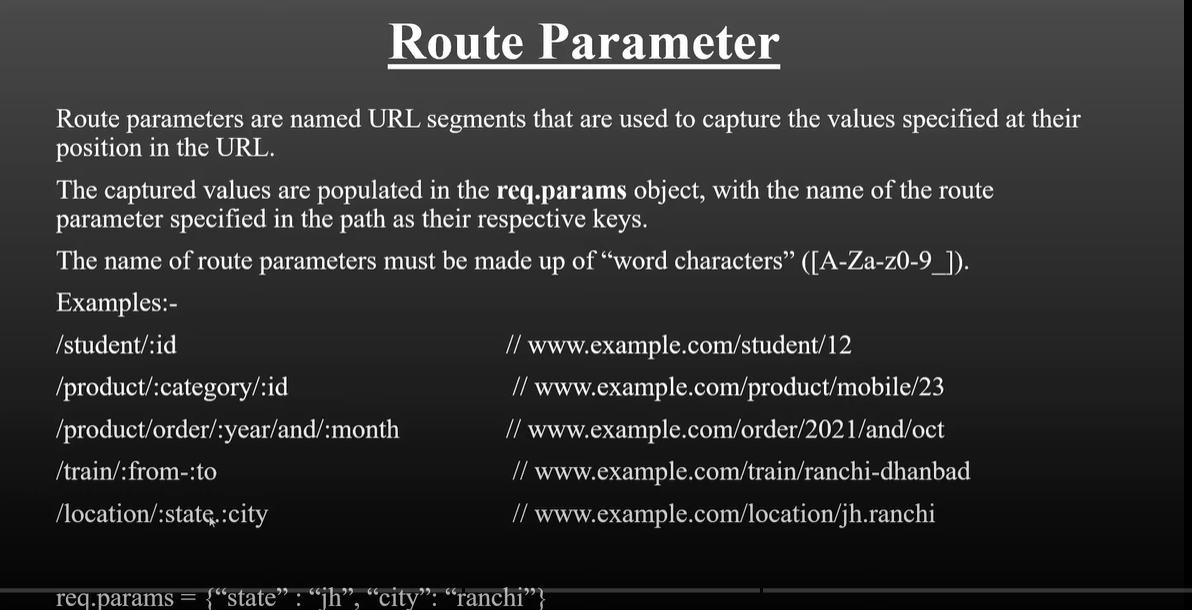 Route Parameter
Route parameters are named URL segments that are used to capture the values specified at their
position in the URL.
The captured values are populated in the req.params object, with the name of the route
parameter specified in the path as their respective keys.
The name of route parameters must be made up of “word characters” ([A-Za-z0-9_]).
Examples:-
/student/:id // www.example.com/student/12
/product/:category/:id // www.example.com/product/mobile/23
/product/order/:year/and/:month // www.example.com/order/2021/and/oct
/train/:from-:to // www.example.com/train/ranchi-dhanbad
/location/:state.:city // www.example.com/location/jh.ranchi
req.params = {“state” : “jh”, “city”: “ranchi”}